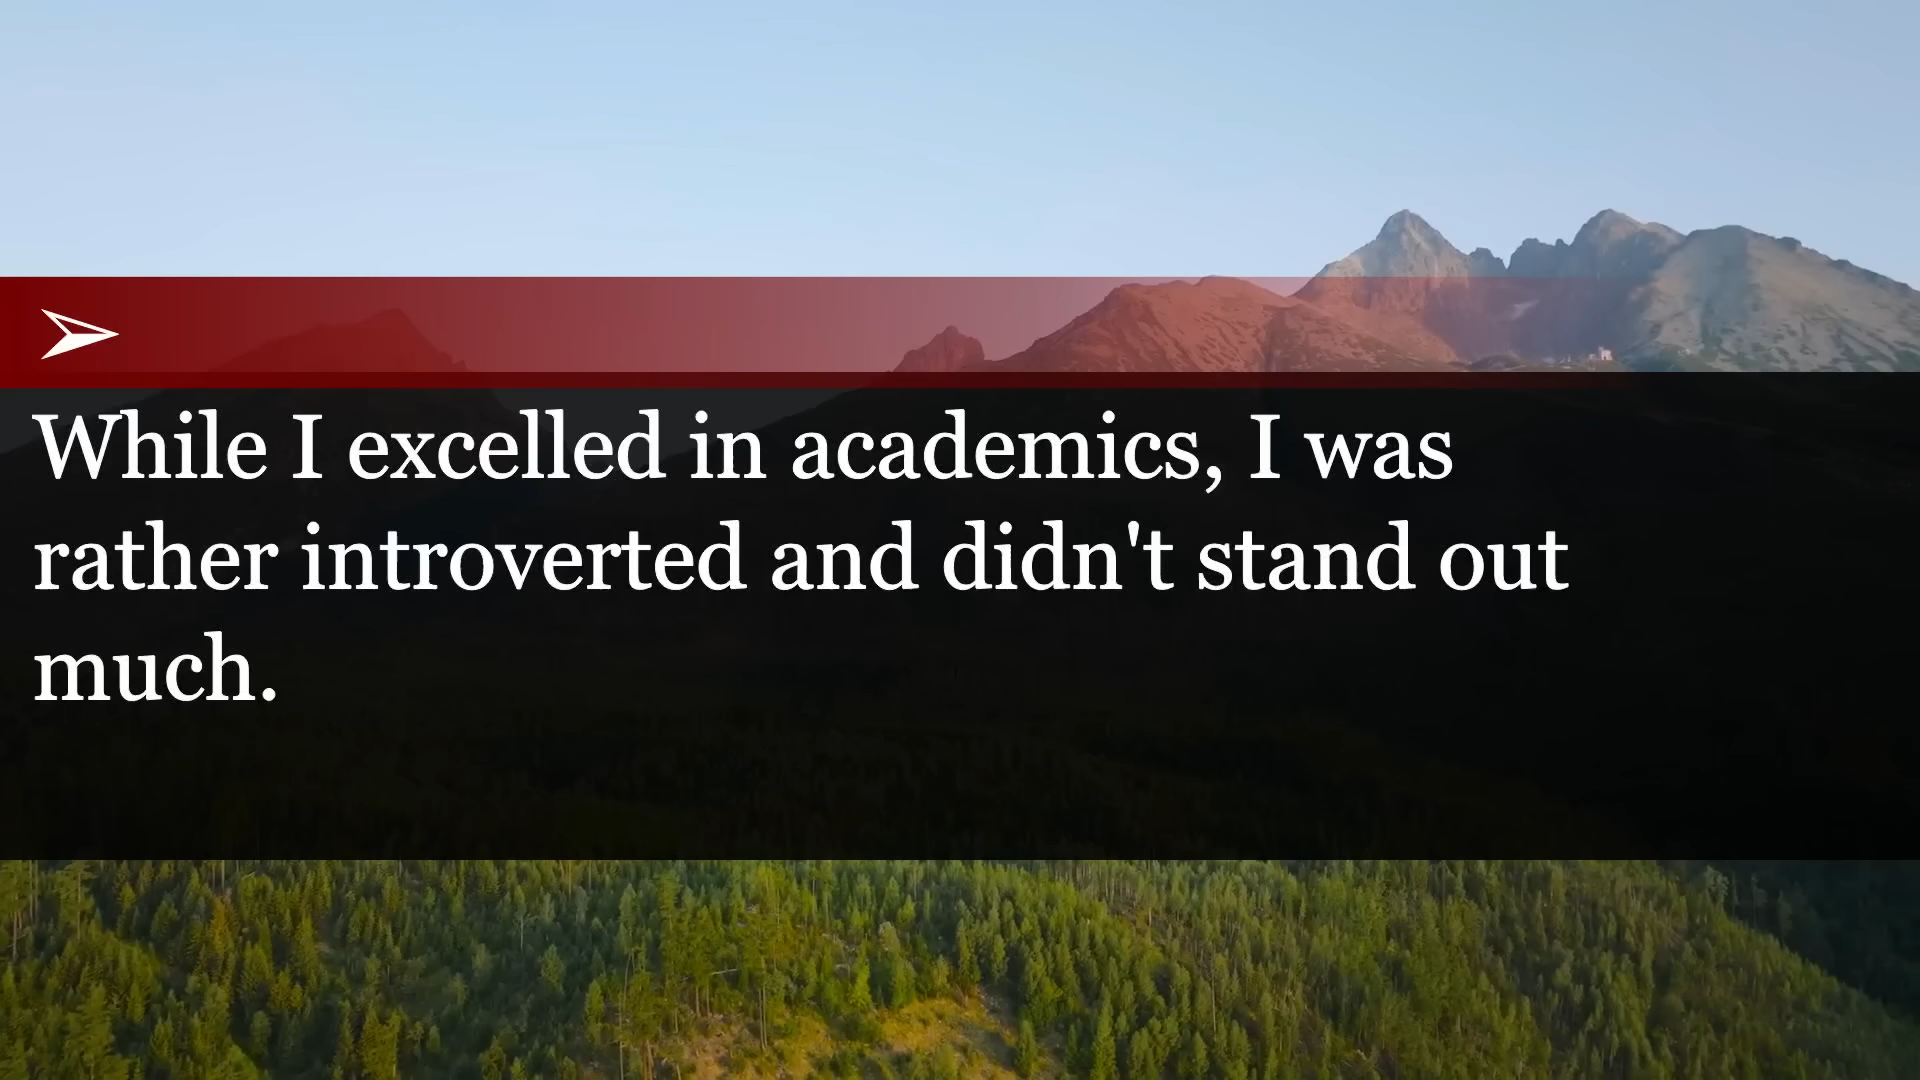 While I excelled in academics, I was
rather introverted and didn't stand out
much.